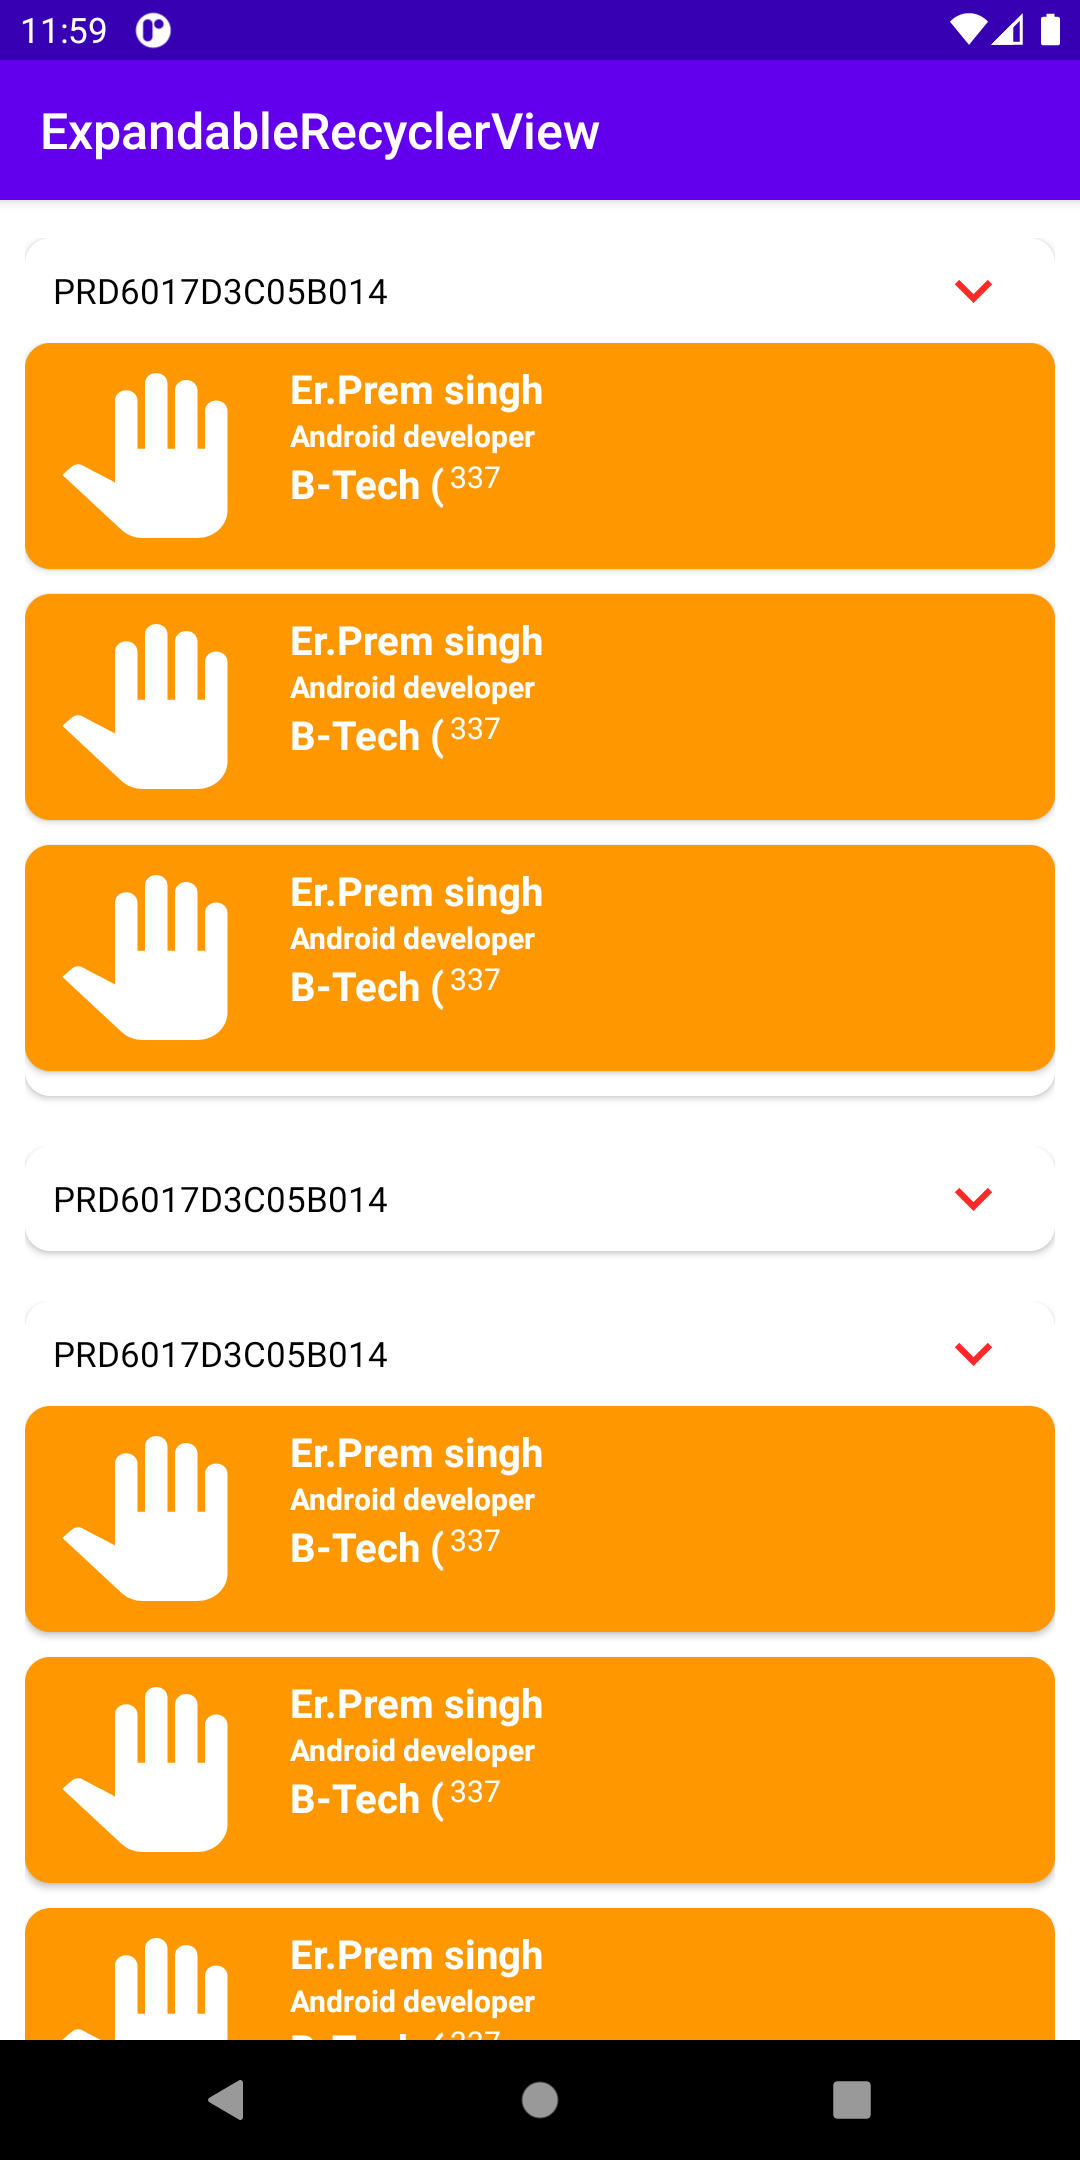 11:59
ExpandableRecyclerView
PRD6017D3C05B014
Er.Prem singh
Android developer
B-Tech ( 337
Er.Prem singh
Android developer
B-Tech ( 337
Er.Prem singh
Android developer
B-Tech ( 337
PRD6017D3C05B014
PRD6017D3C05B014
Er.Prem singh
Android developer
B-Tech ( 337
Er.Prem singh
Android developer
B-Tech ( 337
Er.Prem singh
Android developer